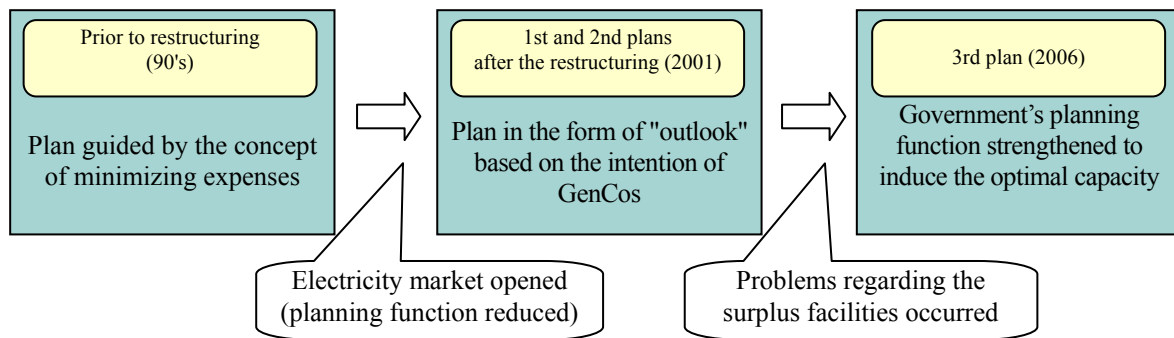 Prior to restructuring
(90's)
Plan guided by the concept
of minimizing expenses
1st and 2nd plans
after the restructuring (2001)
Plan in the form of "outlook"
based on the intention of
GenCos
3rd plan (2006)
Government’s planning
function strengthened to
induce the optimal capacity
Electricity market opened
(planning function reduced)
Problems regarding the
surplus facilities occurred